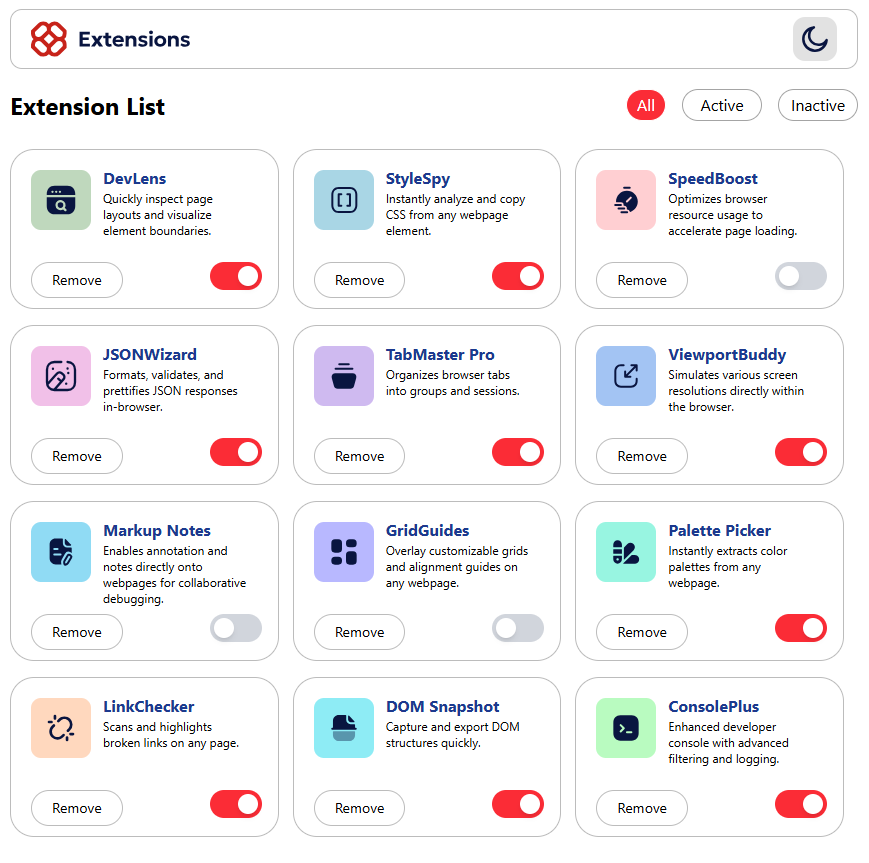 Extensions
Extension List
All
Active
Inactive
DevLens
Quickly inspect page
layouts and visualize
element boundaries.
Remove
StyleSpy
Instantly analyze and copy
CSS from any webpage
element.
Remove
SpeedBoost
Optimizes browser
resource usage to
accelerate page loading.
Remove
JSONWizard
Formats, validates, and
prettifies JSON responses
in-browser.
Remove
TabMaster Pro
Organizes browser tabs
into groups and sessions.
Remove
ViewportBuddy
Simulates various screen
resolutions directly within
the browser.
Remove
Markup Notes
Enables annotation and
notes directly onto
webpages for collaborative
debugging.
Remove
GridGuides
Overlay customizable grids
and alignment guides on
any webpage.
Remove
Palette Picker
Instantly extracts color
palettes from any
webpage.
Remove
LinkChecker
Scans and highlights
broken links on any page.
Remove
DOM Snapshot
Capture and export DOM
structures quickly.
Remove
ConsolePlus
Enhanced developer
console with advanced
filtering and logging.
Remove